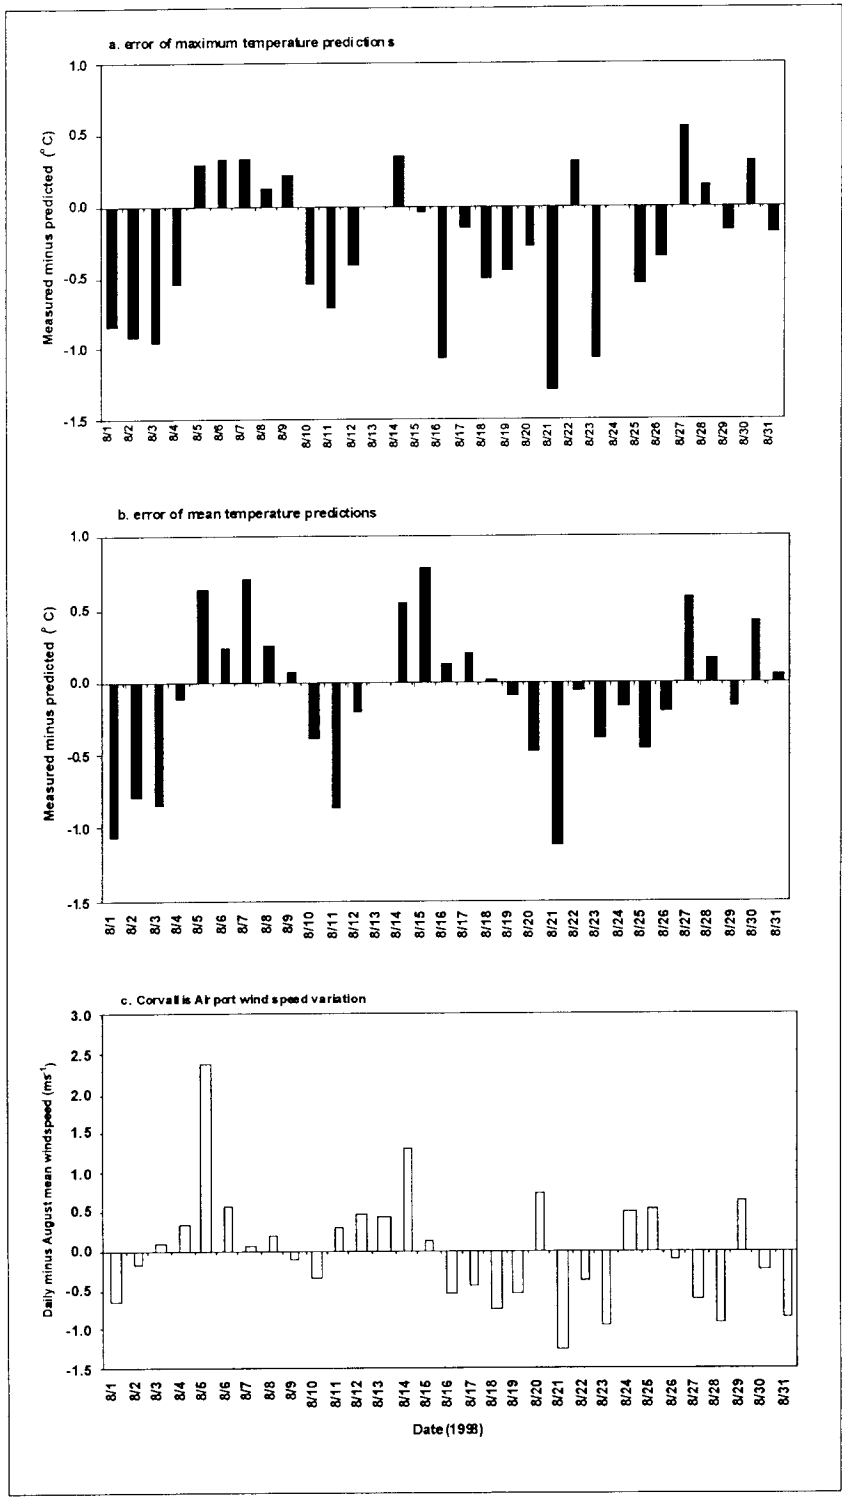 a. error of maximum temperature predictions
Measured minus predicted (°C)
1.0
0.5
0.0
-0.5
-1.0
-1.5
8/1 8/2 8/3 8/4 8/5 8/6 8/7 8/8 8/9 8/10 8/11 8/12 8/13 8/14 8/15 8/16 8/17 8/18 8/19 8/20 8/21 8/22 8/23 8/24 8/25 8/26 8/27 8/28 8/29 8/30 8/31
b. error of mean temperature predictions
Measured minus predicted (°C)
1.0
0.5
0.0
-0.5
-1.0
-1.5
8/1 8/2 8/3 8/4 8/5 8/6 8/7 8/8 8/9 8/10 8/11 8/12 8/13 8/14 8/15 8/16 8/17 8/18 8/19 8/20 8/21 8/22 8/23 8/24 8/25 8/26 8/27 8/28 8/29 8/30 8/31
c. Corvallis Airport wind speed variation
Daily minus August mean windspeed (ms⁻¹)
3.0
2.5
2.0
1.5
1.0
0.5
0.0
-0.5
-1.0
-1.5
8/1 8/2 8/3 8/4 8/5 8/6 8/7 8/8 8/9 8/10 8/11 8/12 8/13 8/14 8/15 8/16 8/17 8/18 8/19 8/20 8/21 8/22 8/23 8/24 8/25 8/26 8/27 8/28 8/29 8/30 8/31
Date (1998)